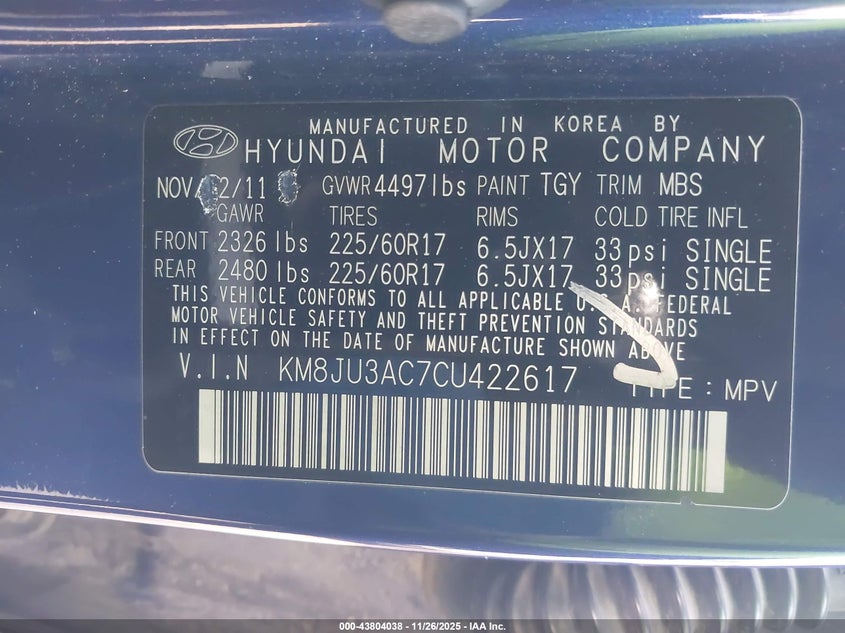 MANUFACTURED IN KOREA BY
HYUNDAI MOTOR COMPANY
NOV 2/11 GVWR 4497 lbs PAINT TGY TRIM MBS
GAWR TIRES RIMS COLD TIRE INFL
FRONT 2326 lbs 225/60R17 6.5JX17 33psi SINGLE
REAR 2480 lbs 225/60R17 6.5JX17 33psi SINGLE
THIS VEHICLE CONFORMS TO ALL APPLICABLE U.S.A. FEDERAL
MOTOR VEHICLE SAFETY AND THEFT PREVENTION STANDARDS
IN EFFECT ON THE DATE OF MANUFACTURE SHOWN ABOVE
V.I.N KM8JU3AC7CU422617 TYPE : MPV
000-43804038 - 11/26/2025 - IAA Inc.